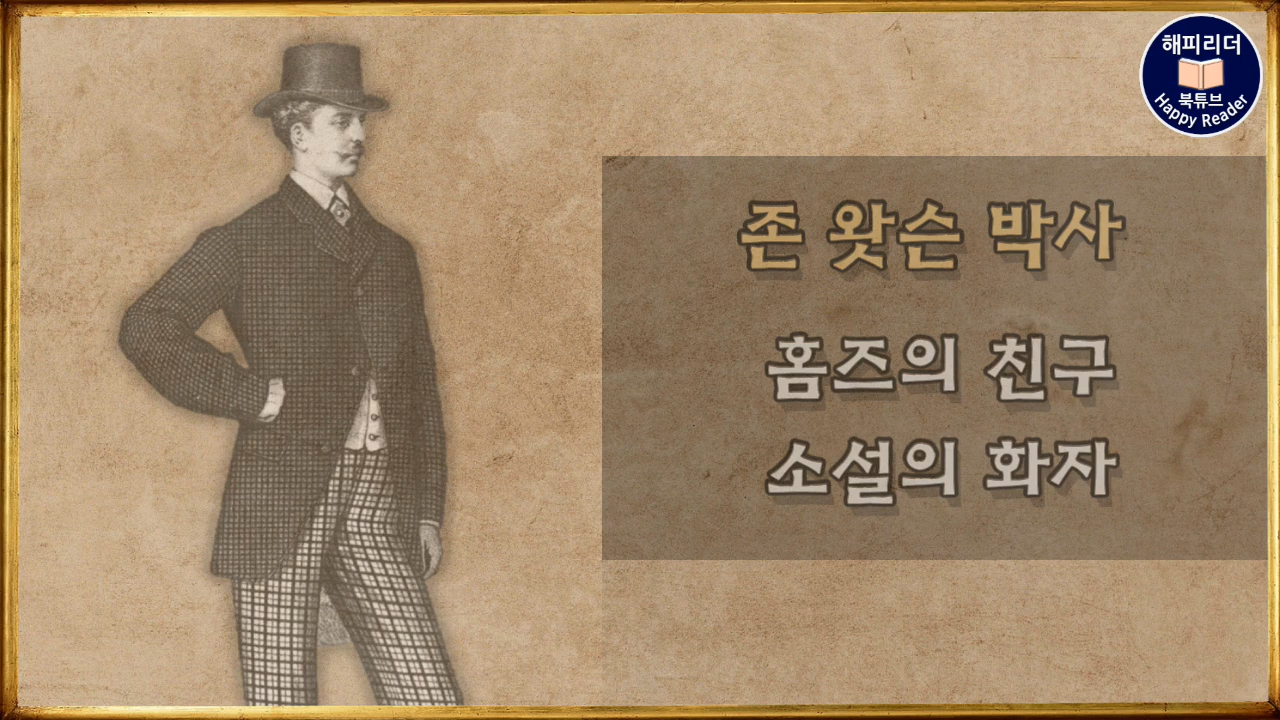 해피리더
북튜브
Happy Reader
존 왓슨 박사
홈즈의 친구
소설의 화자